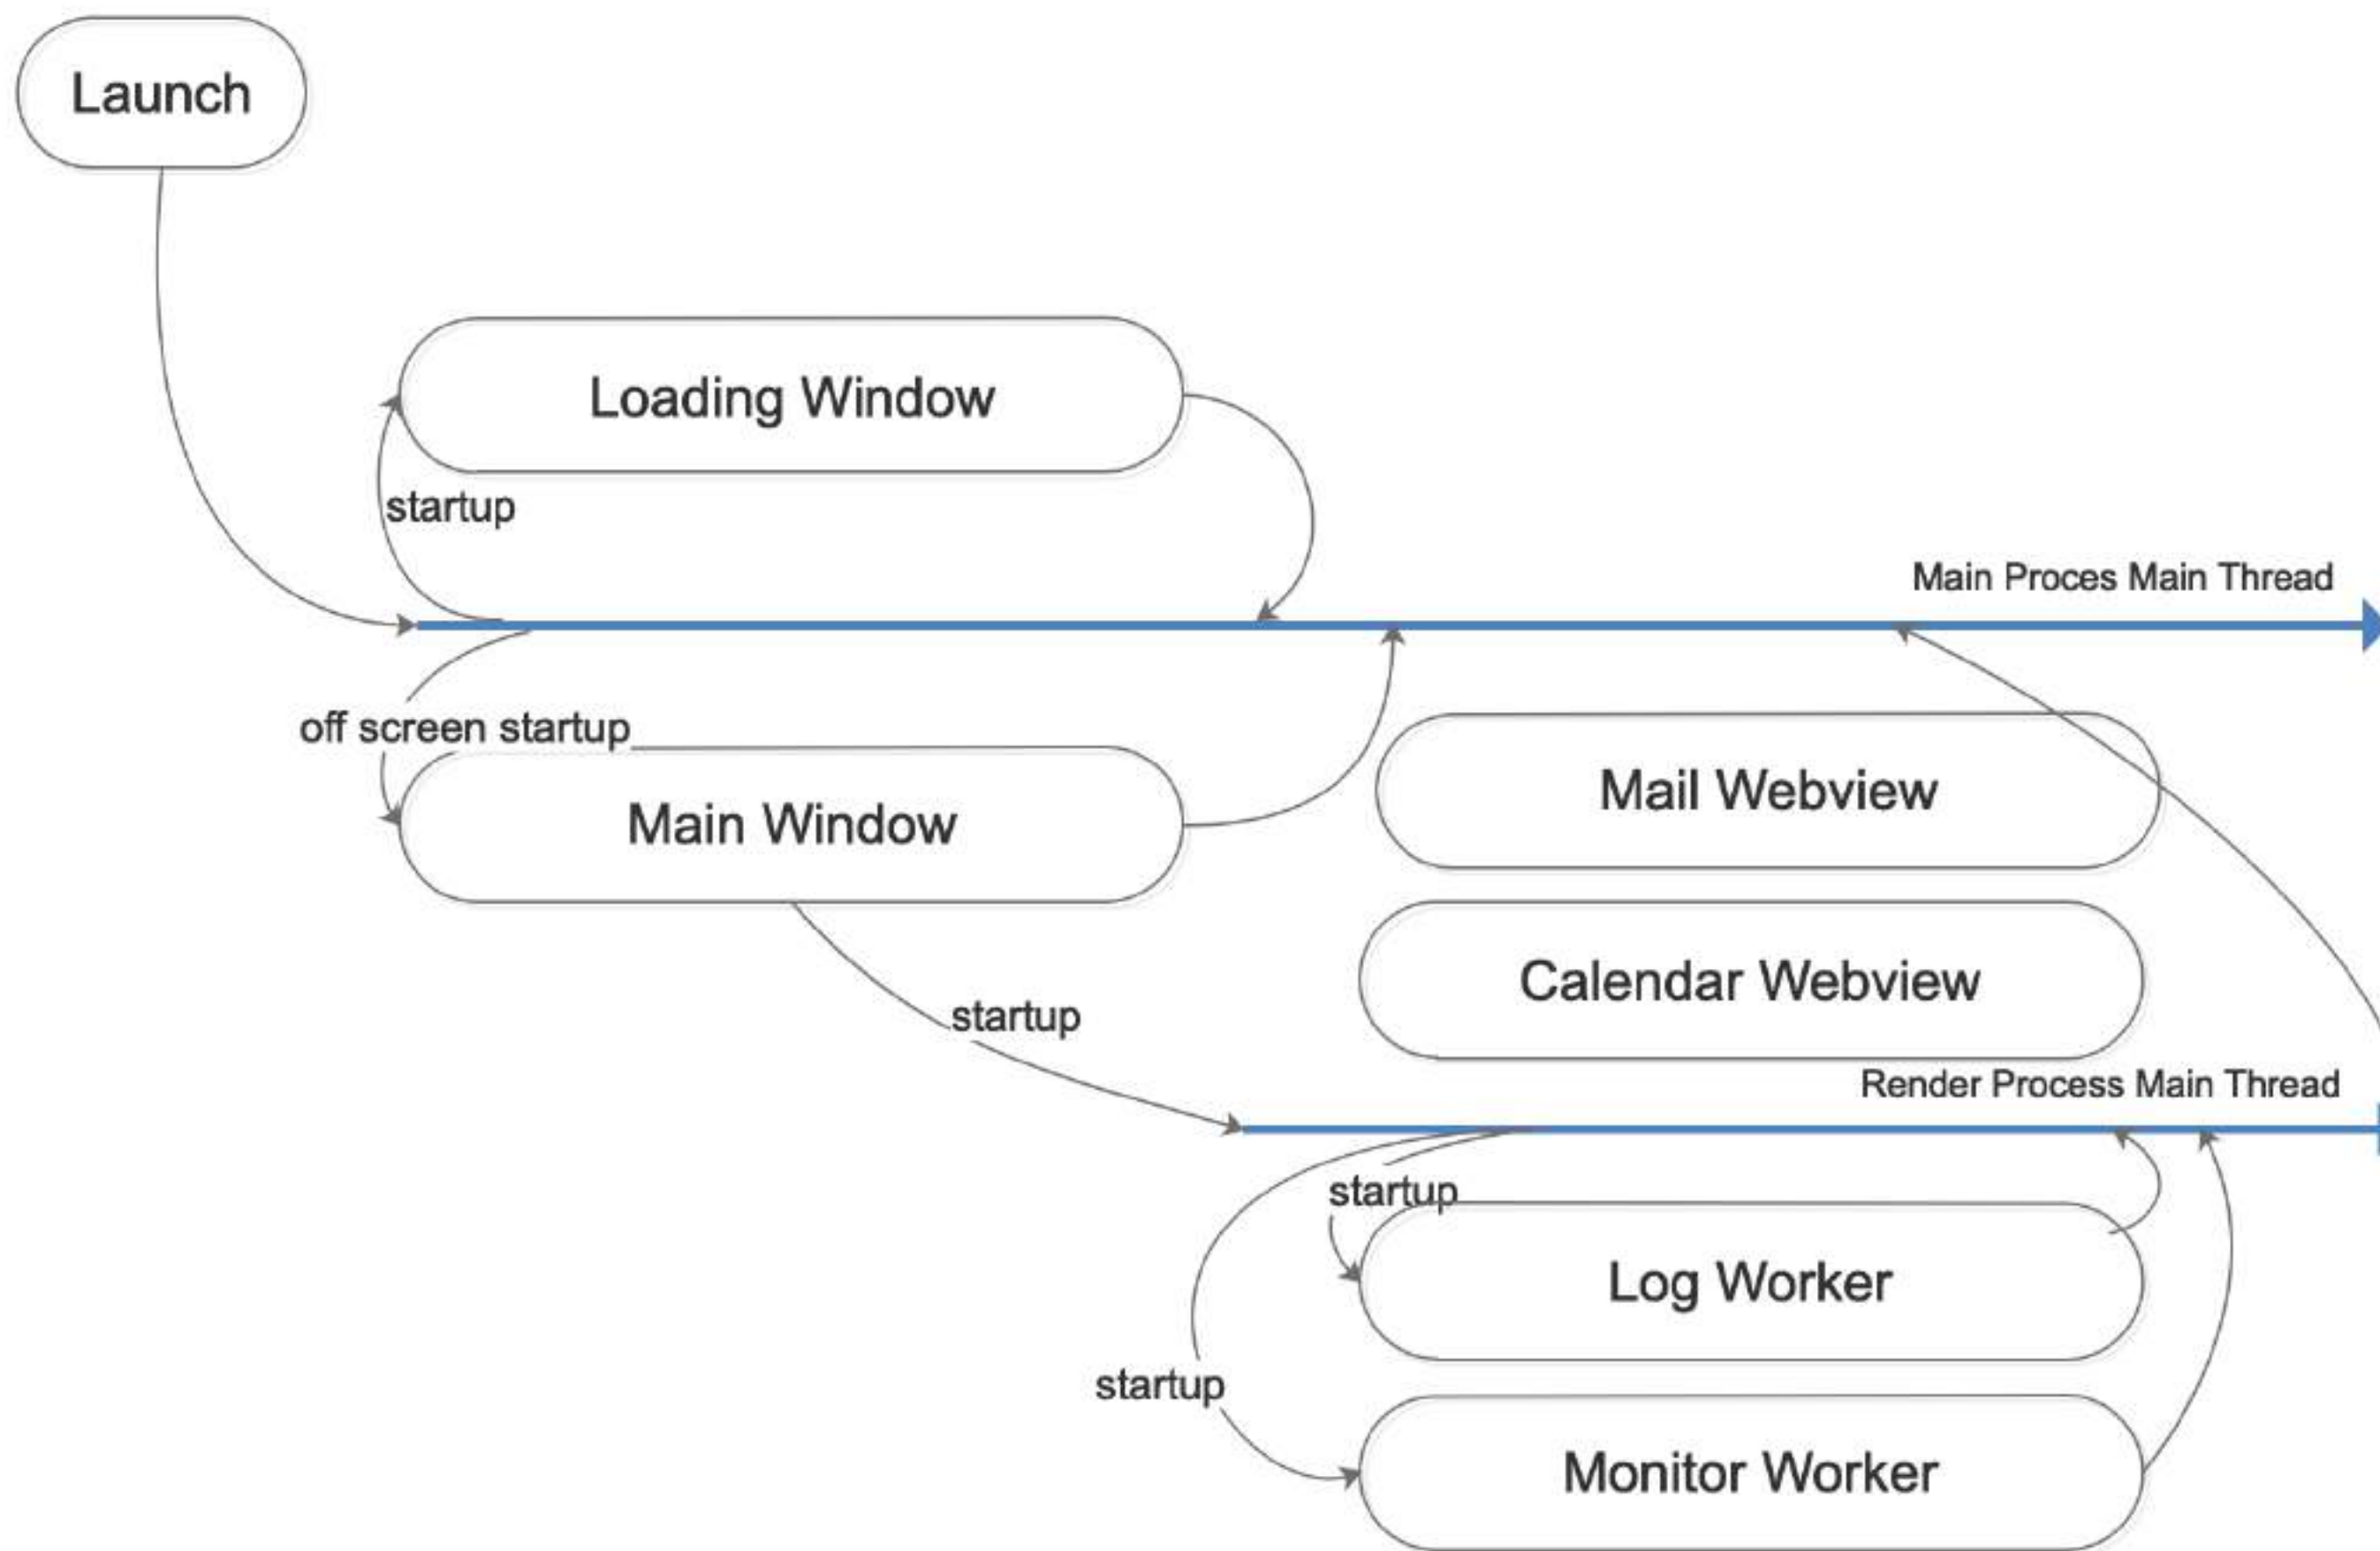 Launch
Loading Window
startup
Main Proces Main Thread
off screen startup
Main Window
Mail Webview
Calendar Webview
startup
Render Process Main Thread
startup
Log Worker
startup
Monitor Worker